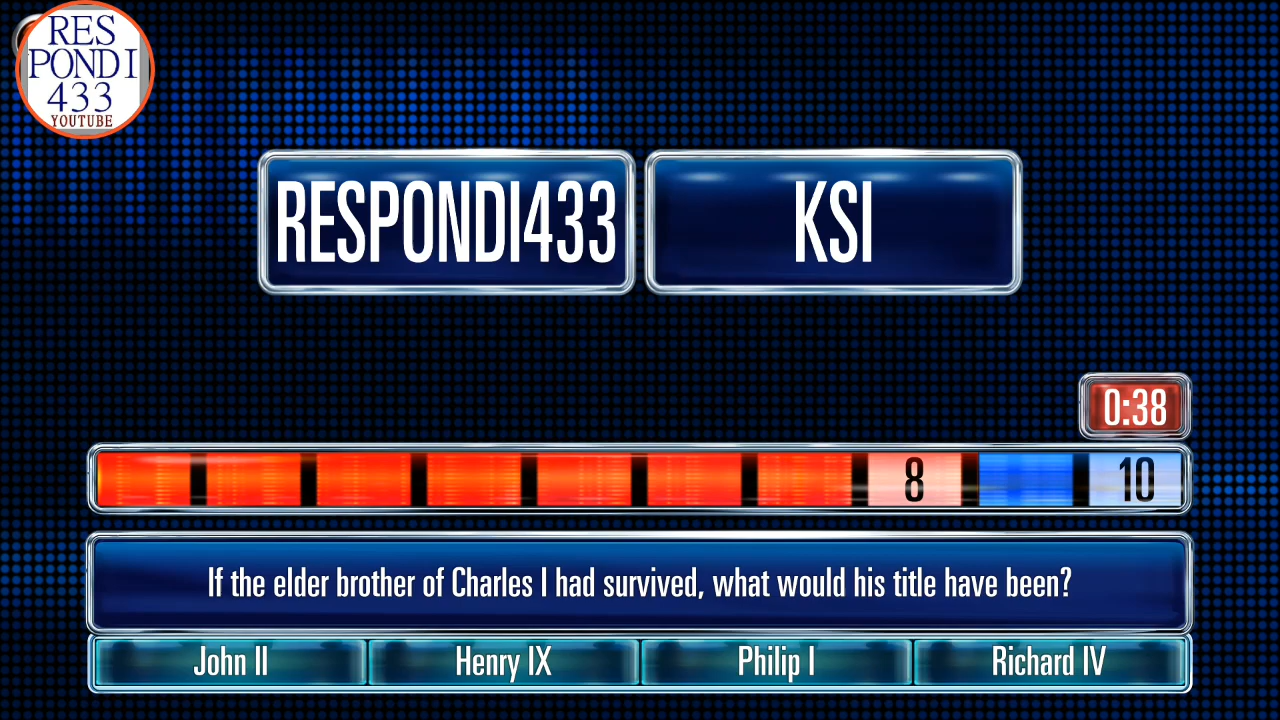 RES
PONDI
433
YOUTUBE
RESPONDI433
KSI
0:38
8
10
If the elder brother of Charles I had survived, what would his title have been?
John II
Henry IX
Philip I
Richard IV